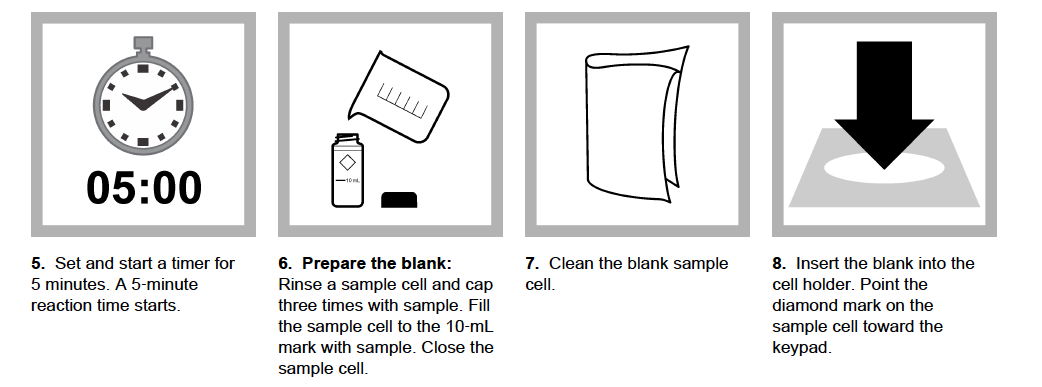 05:00
10 mL
5. Set and start a timer for
5 minutes. A 5-minute
reaction time starts.
6. Prepare the blank:
Rinse a sample cell and cap
three times with sample. Fill
the sample cell to the 10-mL
mark with sample. Close the
sample cell.
7. Clean the blank sample
cell.
8. Insert the blank into the
cell holder. Point the
diamond mark on the
sample cell toward the
keypad.